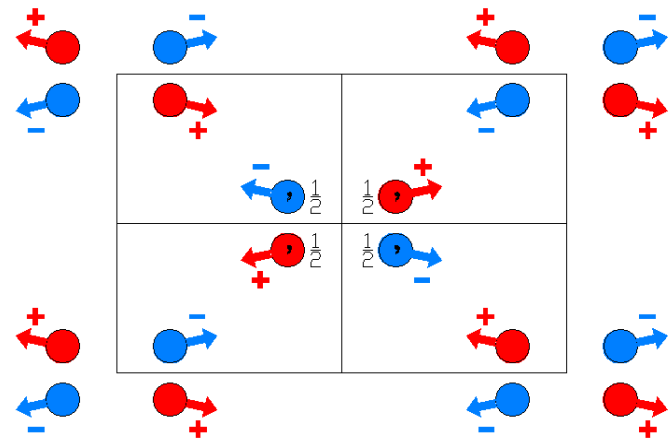 + − + −
− + − +
− +
, 1/2 1/2 ,
, 1/2 1/2 ,
+ −
+ − + −
− + − +